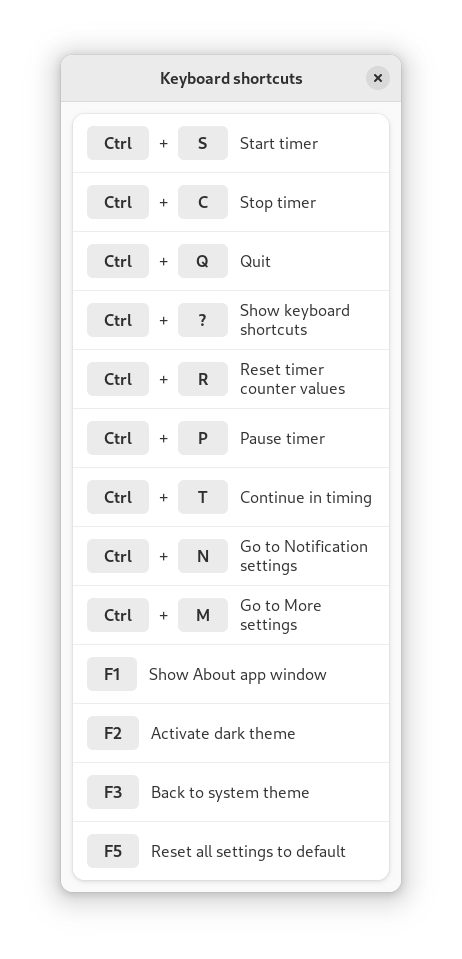 Keyboard shortcuts
Ctrl + S Start timer
Ctrl + C Stop timer
Ctrl + Q Quit
Ctrl + ? Show keyboard
shortcuts
Ctrl + R Reset timer
counter values
Ctrl + P Pause timer
Ctrl + T Continue in timing
Ctrl + N Go to Notification
settings
Ctrl + M Go to More
settings
F1 Show About app window
F2 Activate dark theme
F3 Back to system theme
F5 Reset all settings to default